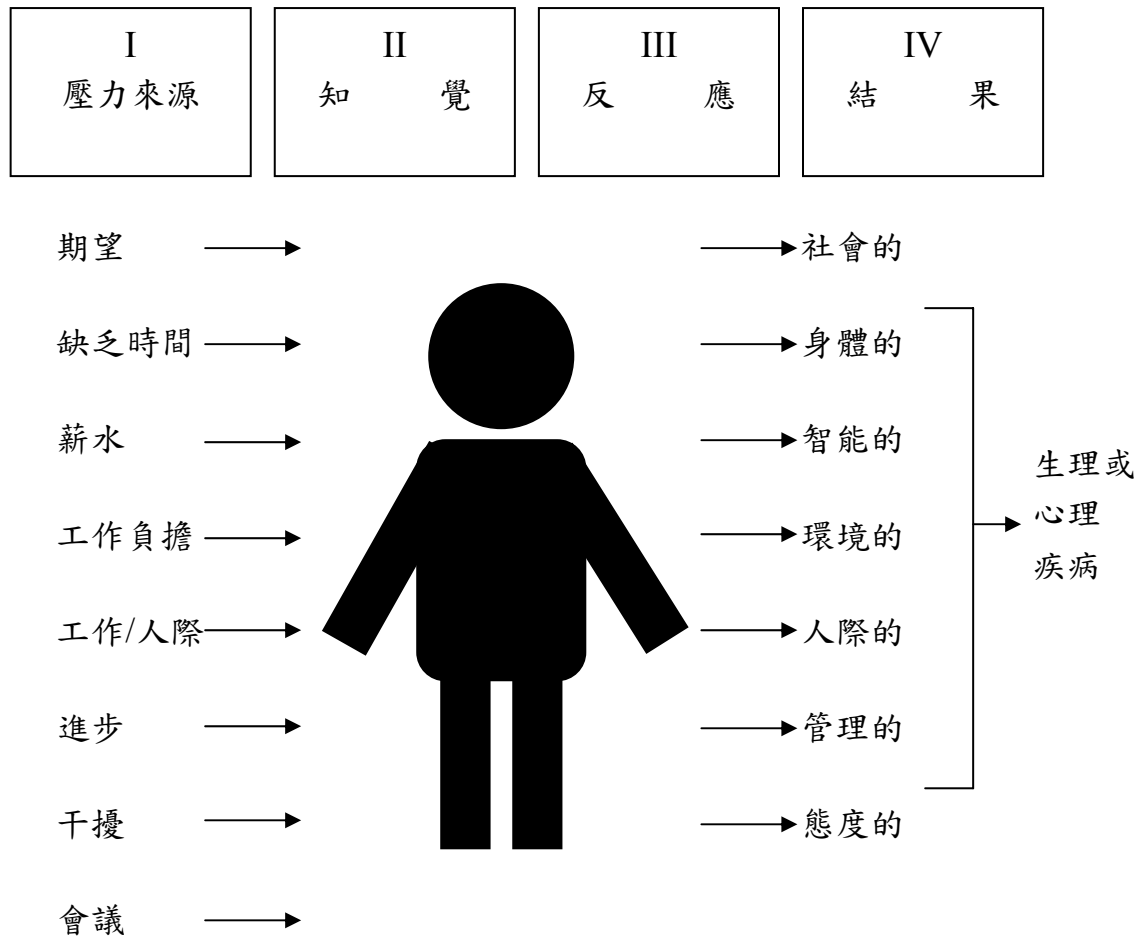 I
壓力來源
II
知 覺
III
反 應
IV
結 果
期望
缺乏時間
薪水
工作負擔
工作/人際
進步
干擾
會議
社會的
身體的
智能的
環境的
人際的
管理的
態度的
生理或
心理
疾病